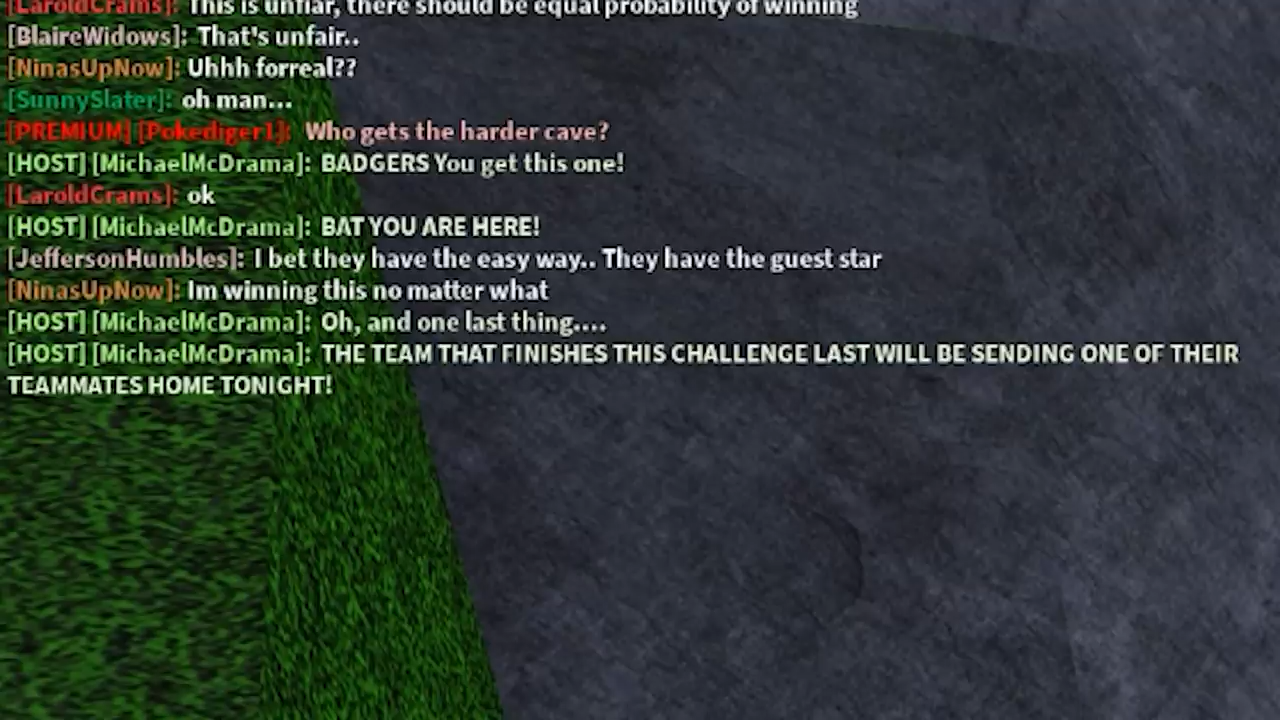 [LaroldCrams]: This is unfiar, there should be equal probability of winning
[BlaireWidows]: That's unfair..
[NinasUpNow]: Uhhh forreal??
[SunnySlater]: oh man...
[PREMIUM] [Pokediger1]: Who gets the harder cave?
[HOST] [MichaelMcDrama]: BADGERS You get this one!
[LaroldCrams]: ok
[HOST] [MichaelMcDrama]: BAT YOU ARE HERE!
[JeffersonHumbles]: I bet they have the easy way.. They have the guest star
[NinasUpNow]: Im winning this no matter what
[HOST] [MichaelMcDrama]: Oh, and one last thing....
[HOST] [MichaelMcDrama]: THE TEAM THAT FINISHES THIS CHALLENGE LAST WILL BE SENDING ONE OF THEIR
TEAMMATES HOME TONIGHT!